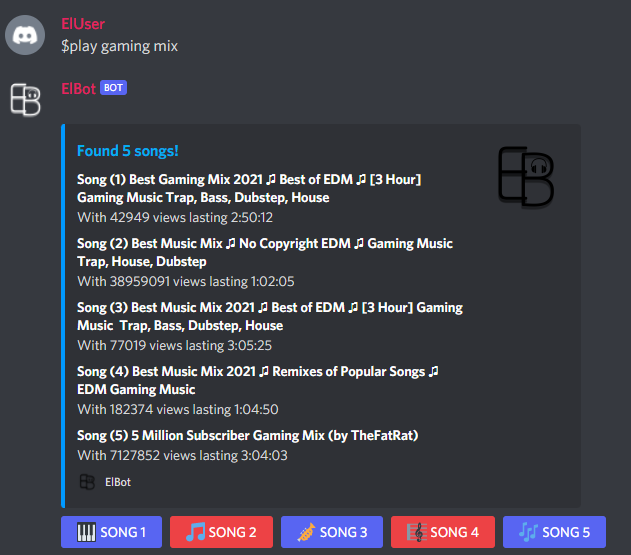 ElUser
$play gaming mix
ElBot BOT
Found 5 songs!
Song (1) Best Gaming Mix 2021 ♫ Best of EDM ♫ [3 Hour]
Gaming Music Trap, Bass, Dubstep, House
With 42949 views lasting 2:50:12
Song (2) Best Music Mix ♫ No Copyright EDM ♫ Gaming Music
Trap, House, Dubstep
With 38959091 views lasting 1:02:05
Song (3) Best Music Mix 2021 ♫ Best of EDM ♫ [3 Hour] Gaming
Music Trap, Bass, Dubstep, House
With 77019 views lasting 3:05:25
Song (4) Best Music Mix 2021 ♫ Remixes of Popular Songs ♫
EDM Gaming Music
With 182374 views lasting 1:04:50
Song (5) 5 Million Subscriber Gaming Mix (by TheFatRat)
With 7127852 views lasting 3:04:03
ElBot
SONG 1 SONG 2 SONG 3 SONG 4 SONG 5